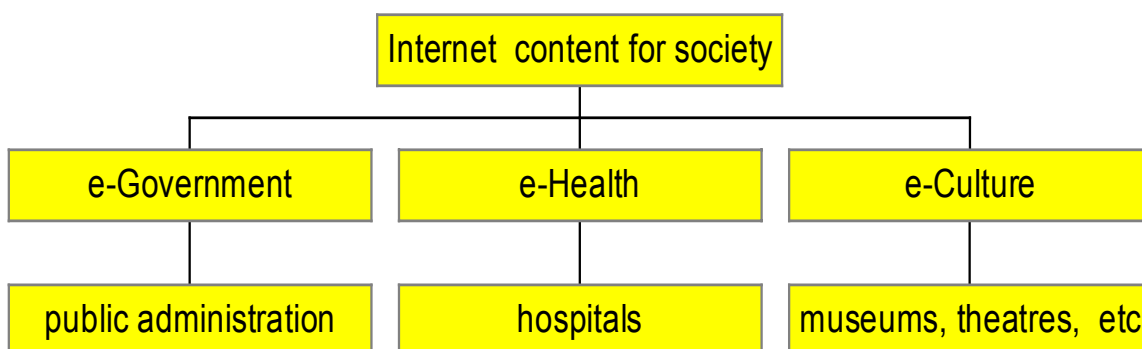 Internet content for society
e-Government
e-Health
e-Culture
public administration
hospitals
museums, theatres, etc